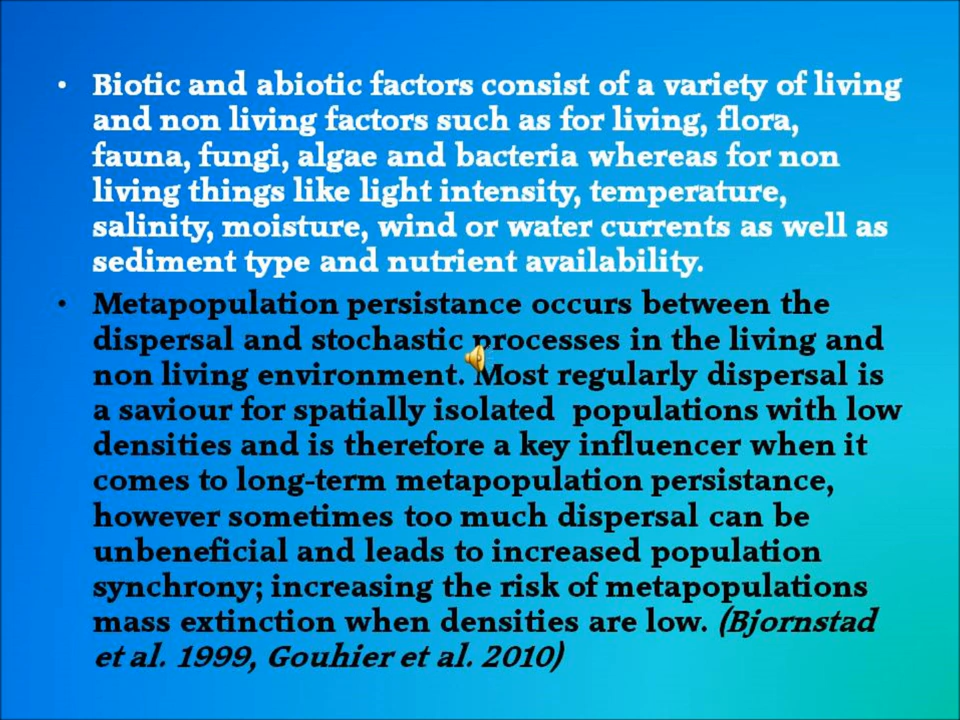 • Biotic and abiotic factors consist of a variety of living
and non living factors such as for living, flora,
fauna, fungi, algae and bacteria whereas for non
living things like light intensity, temperature,
salinity, moisture, wind or water currents as well as
sediment type and nutrient availability.
• Metapopulation persistance occurs between the
dispersal and stochastic processes in the living and
non living environment. Most regularly dispersal is
a saviour for spatially isolated populations with low
densities and is therefore a key influencer when it
comes to long-term metapopulation persistance,
however sometimes too much dispersal can be
unbeneficial and leads to increased population
synchrony; increasing the risk of metapopulations
mass extinction when densities are low. (Bjornstad
et al. 1999, Gouhier et al. 2010)